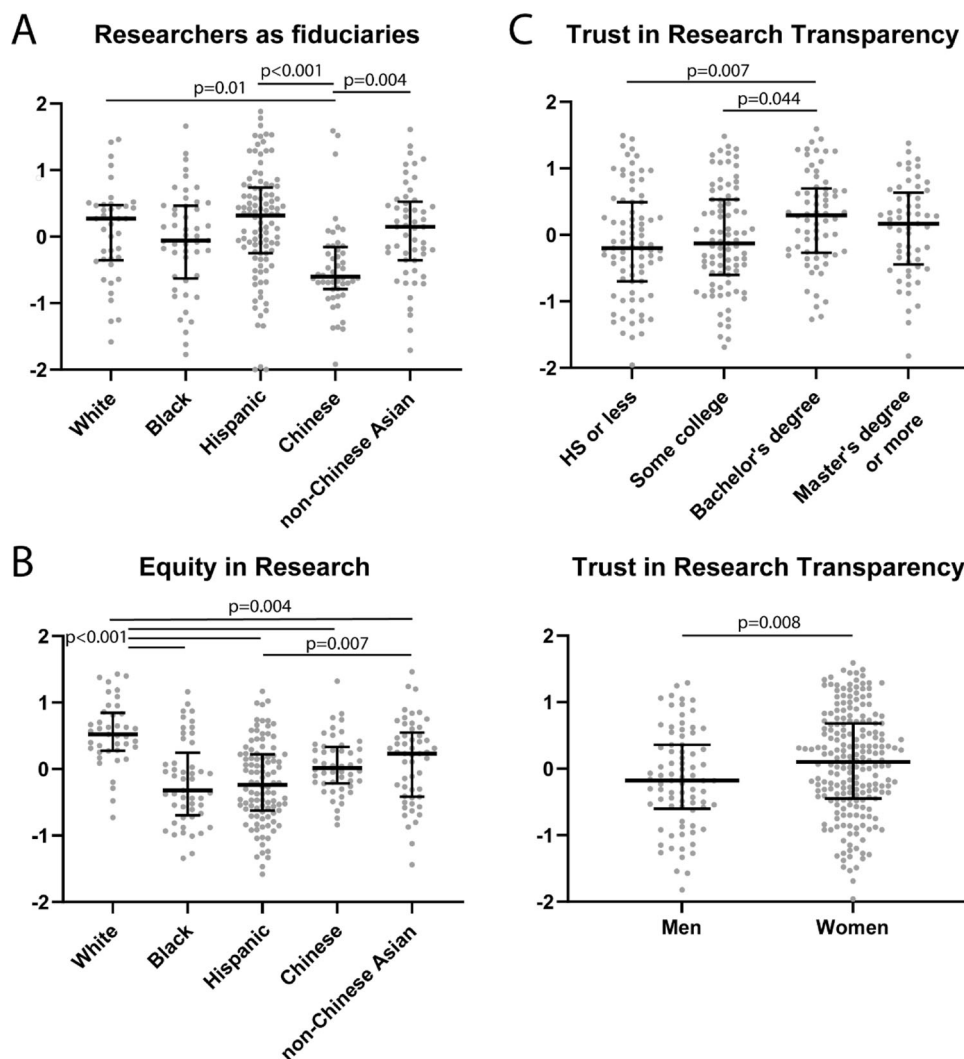 A Researchers as fiduciaries
p<0.001
p=0.01
p=0.004
2
1
0
-1
-2
White
Black
Hispanic
Chinese
non-Chinese Asian
B Equity in Research
p=0.004
p<0.001
p=0.007
2
1
0
-1
-2
White
Black
Hispanic
Chinese
non-Chinese Asian
C Trust in Research Transparency
p=0.007
p=0.044
2
1
0
-1
-2
HS or less
Some college
Bachelor's degree
Master's degree
or more
Trust in Research Transparency
p=0.008
2
1
0
-1
-2
Men
Women